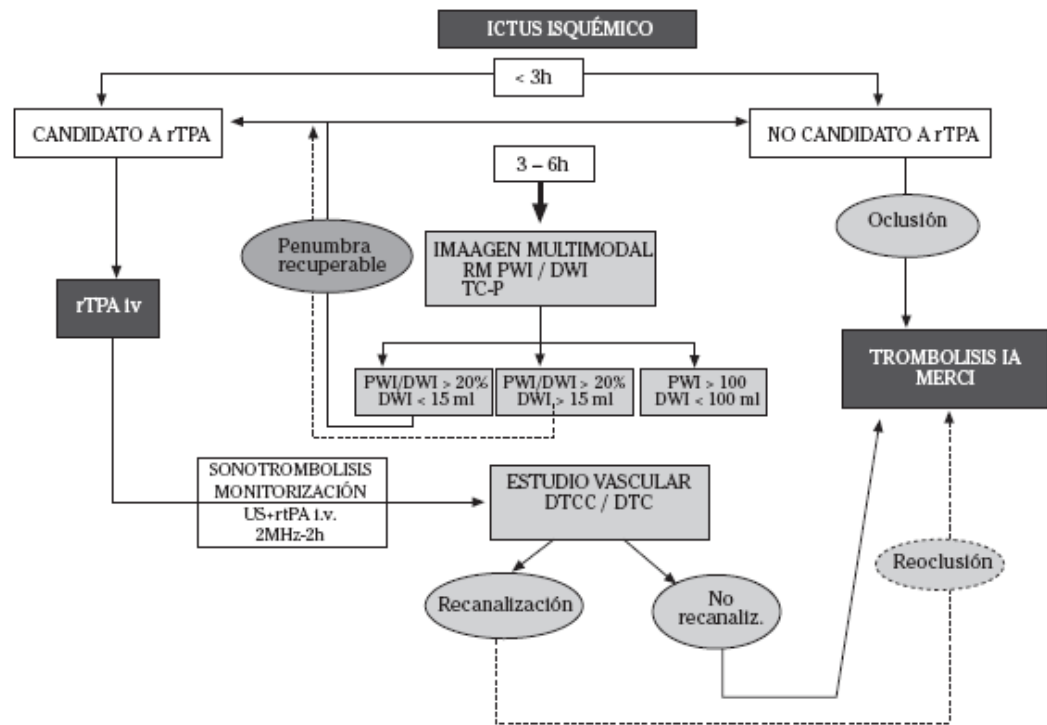 ICTUS ISQUÉMICO
< 3h
CANDIDATO A rTPA
NO CANDIDATO A rTPA
3 – 6h
Oclusión
Penumbra
recuperable
IMAAGEN MULTIMODAL
RM PWI / DWI
TC-P
rTPA iv
TROMBOLISIS IA
MERCI
PWI/DWI > 20%
DWI < 15 ml
PWI/DWI > 20%
DWI > 15 ml
PWI > 100
DWI < 100 ml
SONOTROMBOLISIS
MONITORIZACIÓN
US+rtPA i.v.
2MHz-2h
ESTUDIO VASCULAR
DTCC / DTC
Reoclusión
Recanalización
No
recanaliz.